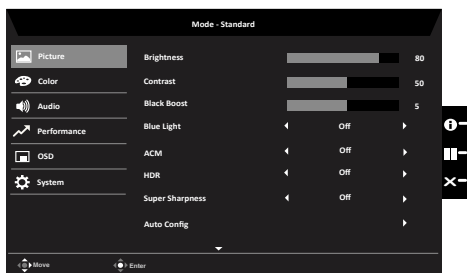 Mode - Standard
Picture
Color
Audio
Performance
OSD
System
Brightness 80
Contrast 50
Black Boost 5
Blue Light Off
ACM Off
HDR Off
Super Sharpness Off
Auto Config
Move Enter